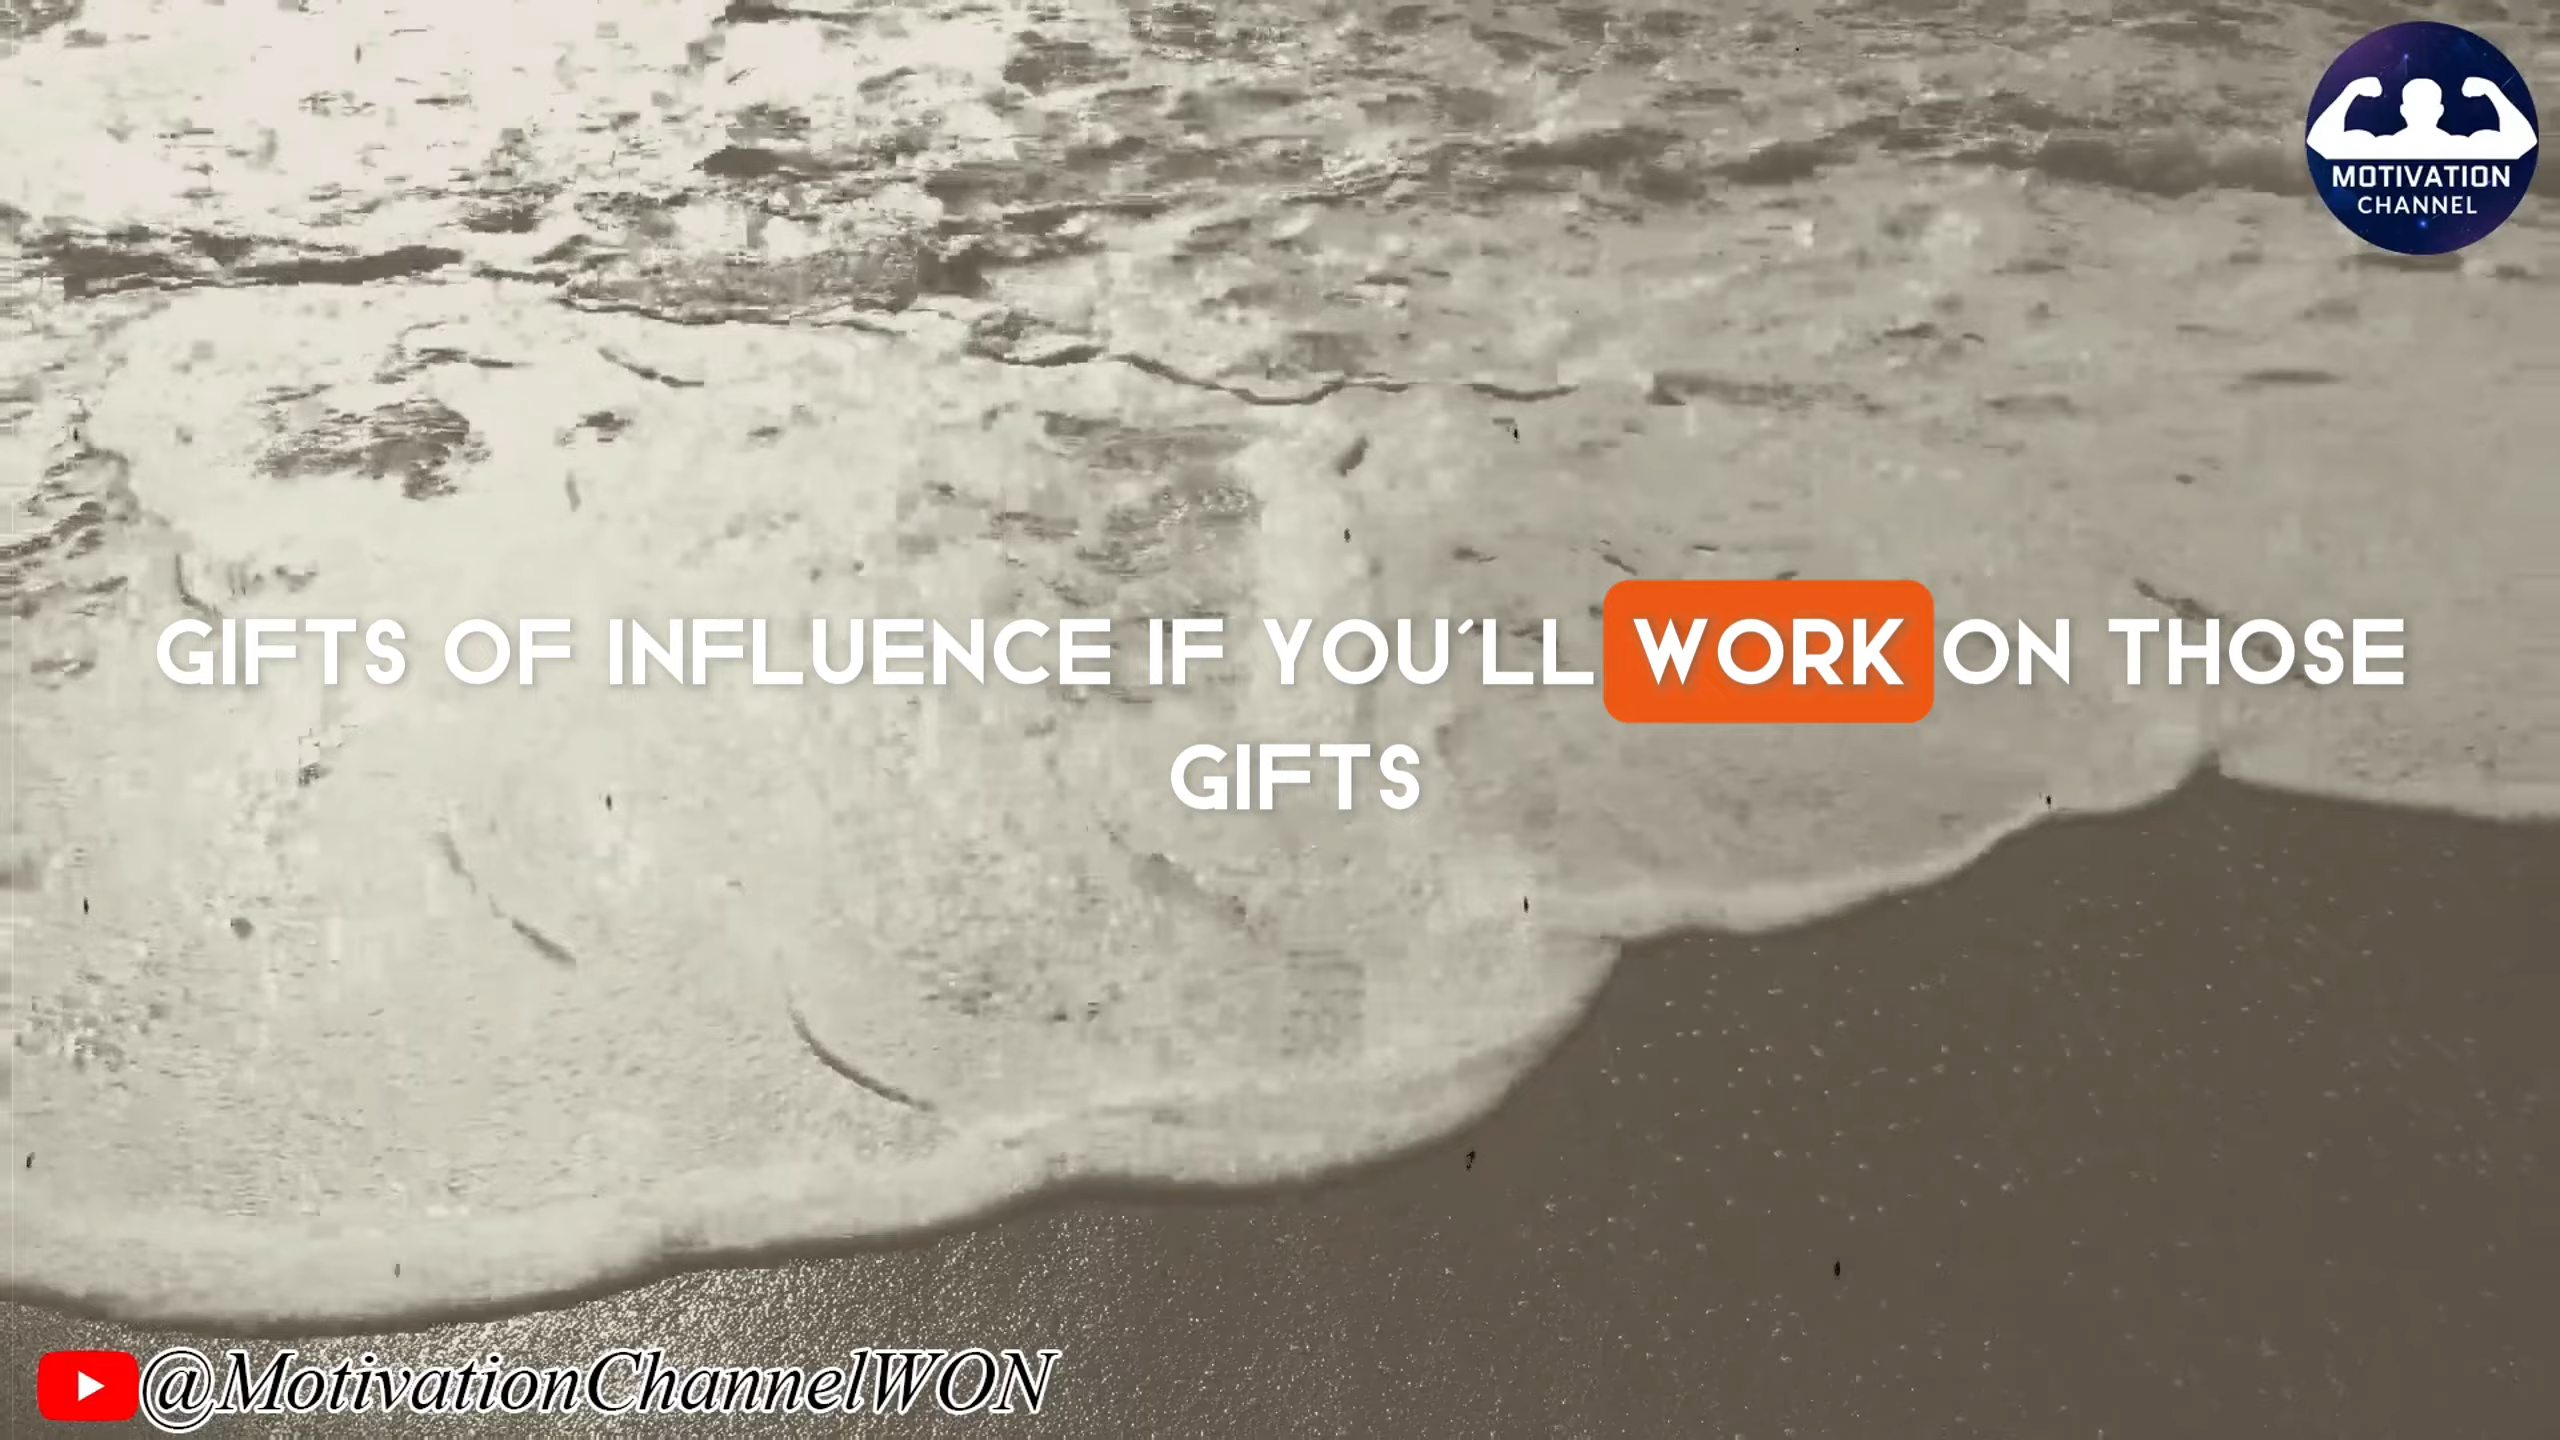 MOTIVATION
CHANNEL
GIFTS OF INFLUENCE IF YOU´LL WORK ON THOSE
GIFTS
@MotivationChannelWON